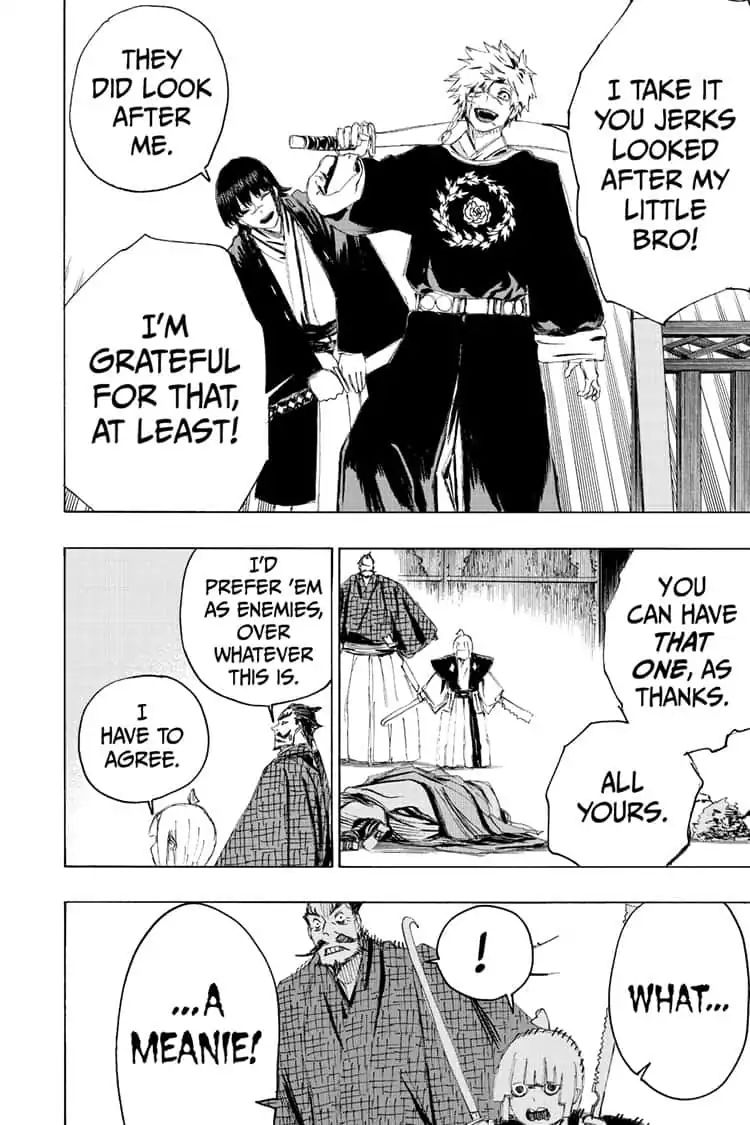 I TAKE IT
YOU JERKS
LOOKED
AFTER MY
LITTLE
BRO!
THEY
DID LOOK
AFTER
ME.
I'M
GRATEFUL
FOR THAT,
AT LEAST!
YOU
CAN HAVE
THAT
ONE, AS
THANKS.
ALL
YOURS.
I'D
PREFER 'EM
AS ENEMIES,
OVER
WHATEVER
THIS IS.
I
HAVE TO
AGREE.
WHAT...
!
...A
MEANIE!